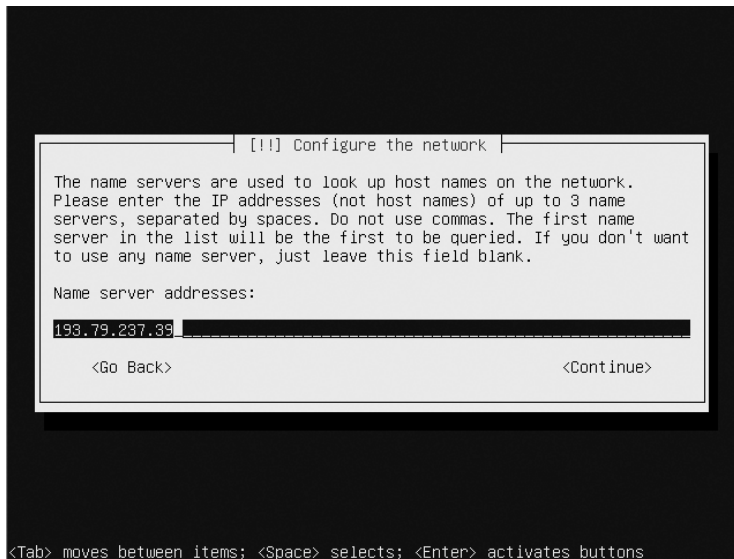 [!!] Configure the network
The name servers are used to look up host names on the network.
Please enter the IP addresses (not host names) of up to 3 name
servers, separated by spaces. Do not use commas. The first name
server in the list will be the first to be queried. If you don't want
to use any name server, just leave this field blank.
Name server addresses:
193.79.237.39
<Go Back> <Continue>
<Tab> moves between items; <Space> selects; <Enter> activates buttons